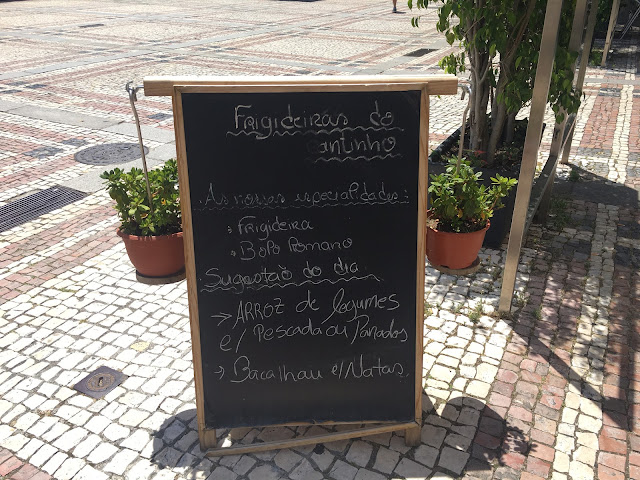 Frigideiras do
Cantinho
As nossas especialidades:
→ Frigideira
→ Bolo Romano
Sugestão do dia
→ ARROZ de legumes
c/ Pescada ou Panados
→ Bacalhau c/Natas